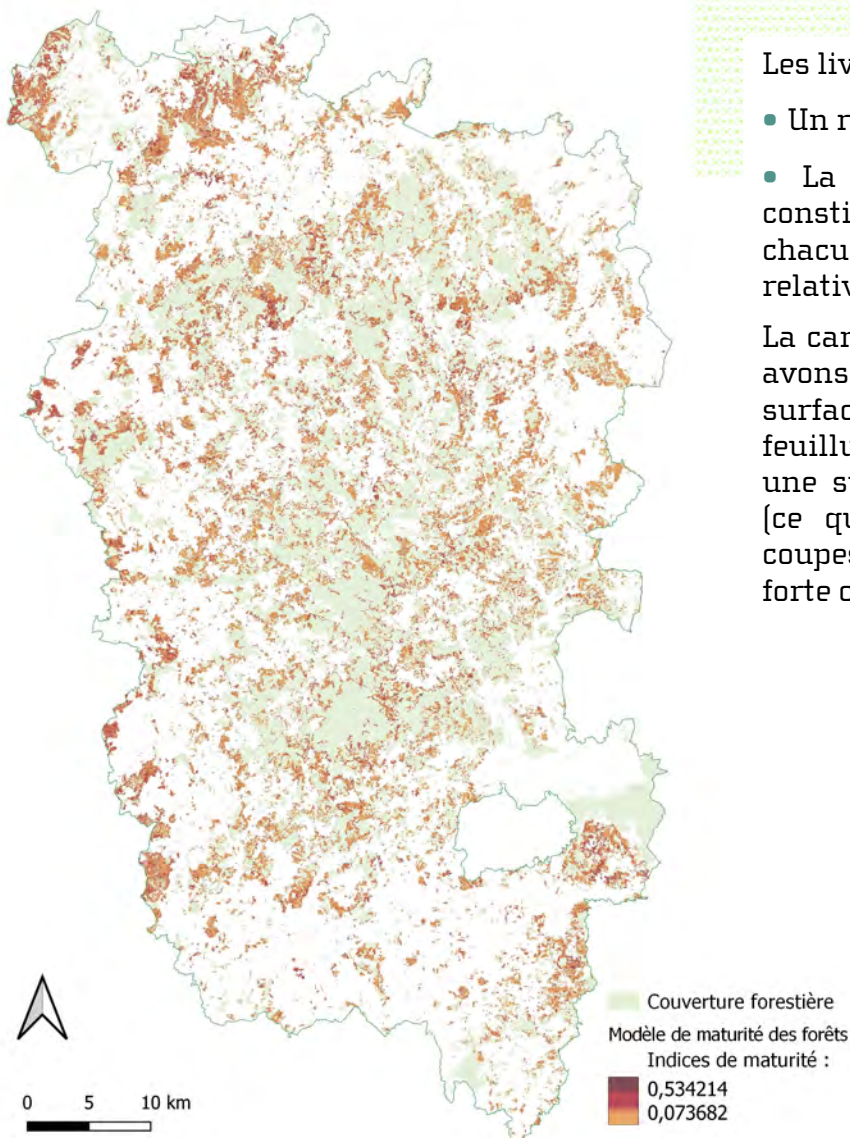 Les liv
• Un r
• La
consti
chacu
relativ
La car
avons
surfac
feuillu
une s
(ce qu
coupes
forte c
Couverture forestière
Modèle de maturité des forêts
Indices de maturité :
0,534214
0,073682
0 5 10 km